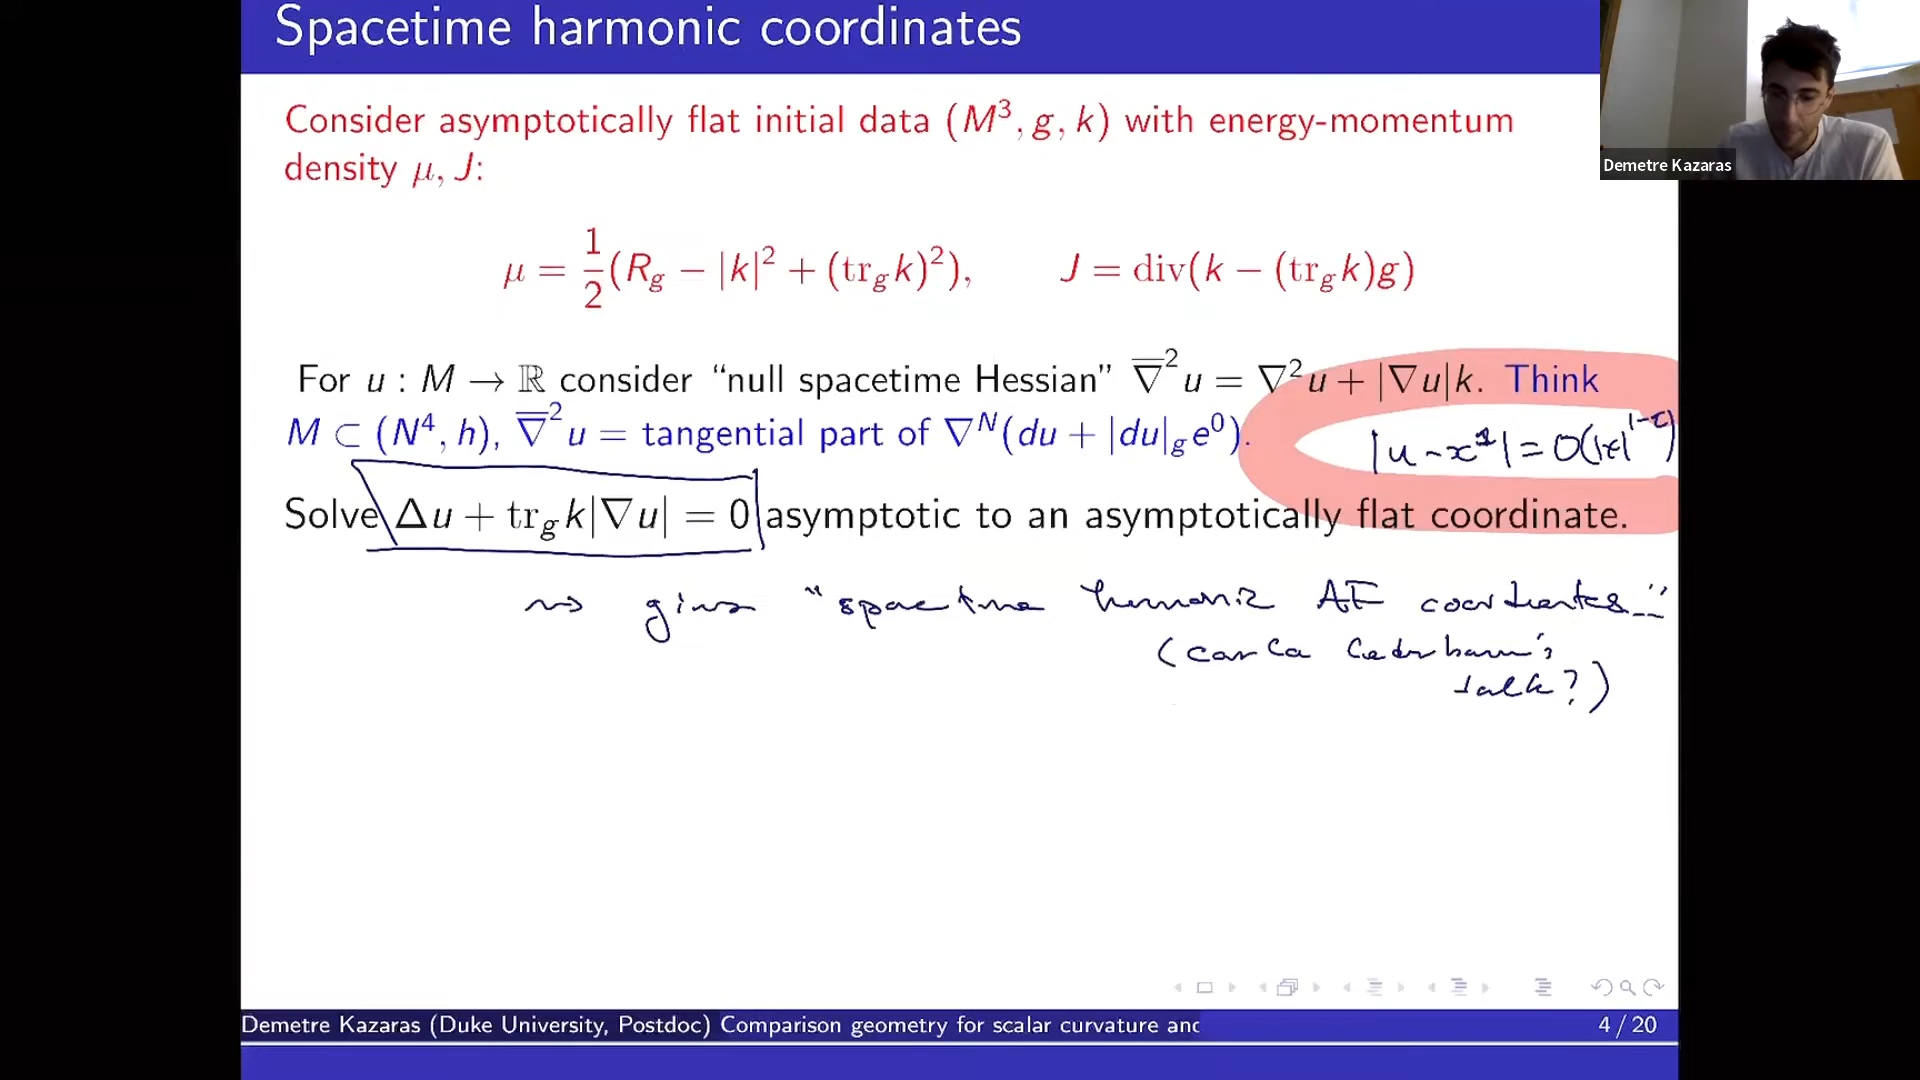 Spacetime harmonic coordinates
Consider asymptotically flat initial data (M³, g, k) with energy-momentum
density μ, J:
μ = 1/2(R_g − |k|² + (tr_g k)²), J = div(k − (tr_g k)g)
For u : M → ℝ consider “null spacetime Hessian” ∇̅²u = ∇²u + |∇u|k. Think
M ⊂ (N⁴, h), ∇̅²u = tangential part of ∇ᴺ(du + |du|_g e⁰).
|u - x¹| = O(|x|^{1-τ})
Solve Δu + tr_g k|∇u| = 0 asymptotic to an asymptotically flat coordinate.
⇝ gives "spacetime harmonic AF coordinates"
(Carla Cederbaum's
talk?)
Demetre Kazaras
Demetre Kazaras (Duke University, Postdoc) Comparison geometry for scalar curvature and 4 / 20